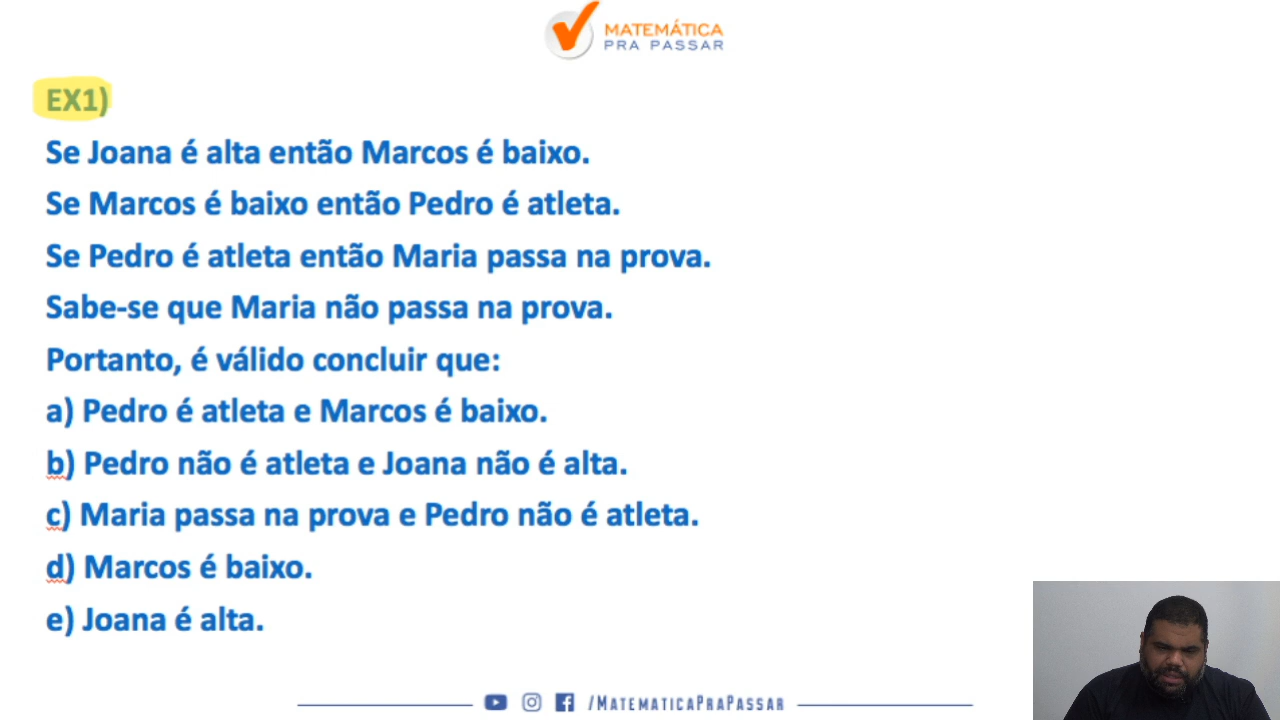 MATEMÁTICA
PRA PASSAR
EX1)
Se Joana é alta então Marcos é baixo.
Se Marcos é baixo então Pedro é atleta.
Se Pedro é atleta então Maria passa na prova.
Sabe-se que Maria não passa na prova.
Portanto, é válido concluir que:
a) Pedro é atleta e Marcos é baixo.
b) Pedro não é atleta e Joana não é alta.
c) Maria passa na prova e Pedro não é atleta.
d) Marcos é baixo.
e) Joana é alta.
/MATEMATICAPRAPASSAR